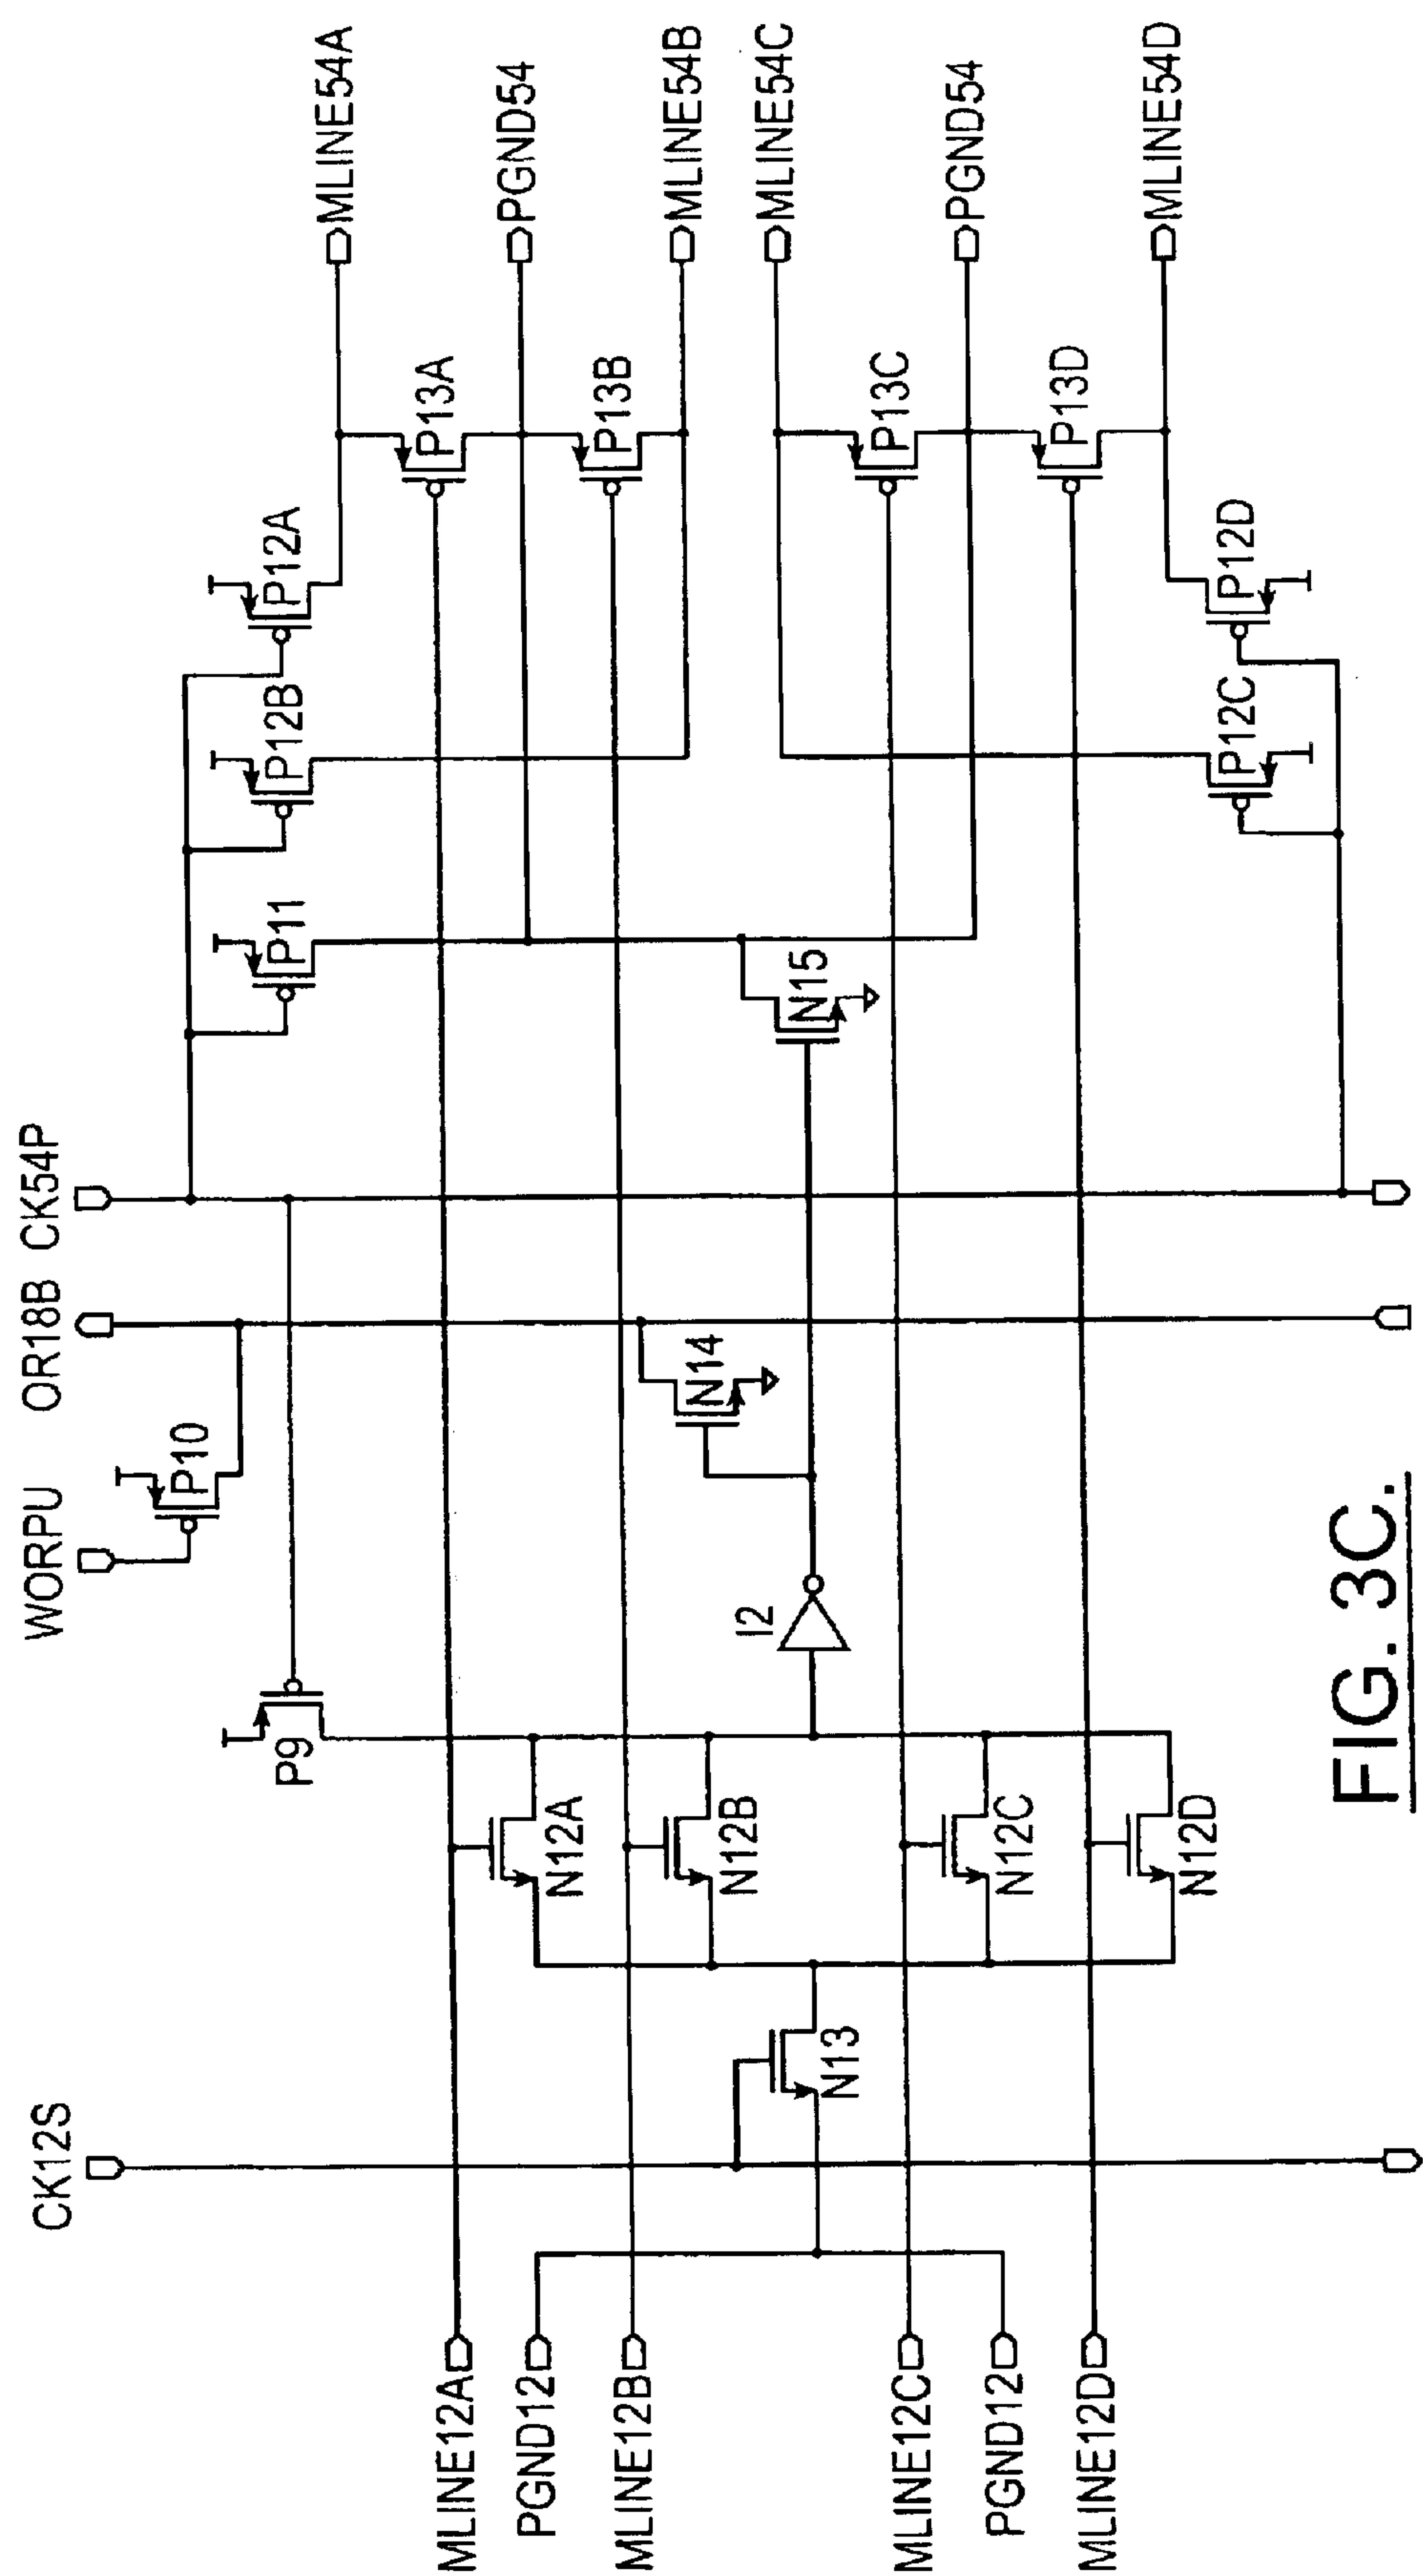 CK12S
WORPU
OR18B
CK54P
MLINE12A
PGND12
MLINE12B
MLINE12C
PGND12
MLINE12D
N13
N12A
N12B
N12C
N12D
P9
I2
P10
N14
N15
P11
P12B
P12A
P12C
P12D
P13A
P13B
P13C
P13D
MLINE54A
PGND54
MLINE54B
MLINE54C
PGND54
MLINE54D
FIG. 3C.